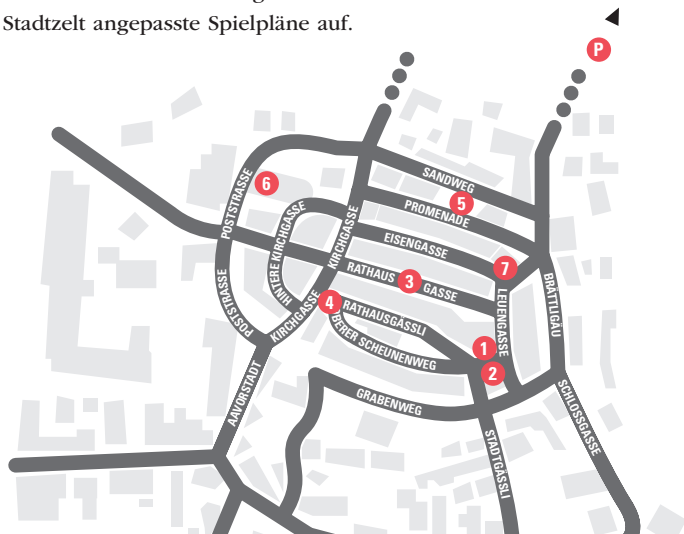 Stadtzelt angepasste Spielpläne auf.
P
SANDWEG
POSTSTRASSE
6
5
PROMENADE
HINTERE KIRCHGASSE
KIRCHGASSE
EISENGASSE
7
RATHAUS
3
GASSE
LEUENGASSE
BRÄTTLIGÄU
POSTSTRASSE
KIRCHGASSE
4
RATHAUSGÄSSLI
BERER SCHEUNENWEG
1
2
AAVORSTADT
GRABENWEG
STADTGÄSSLI
SCHLOSSGASSE